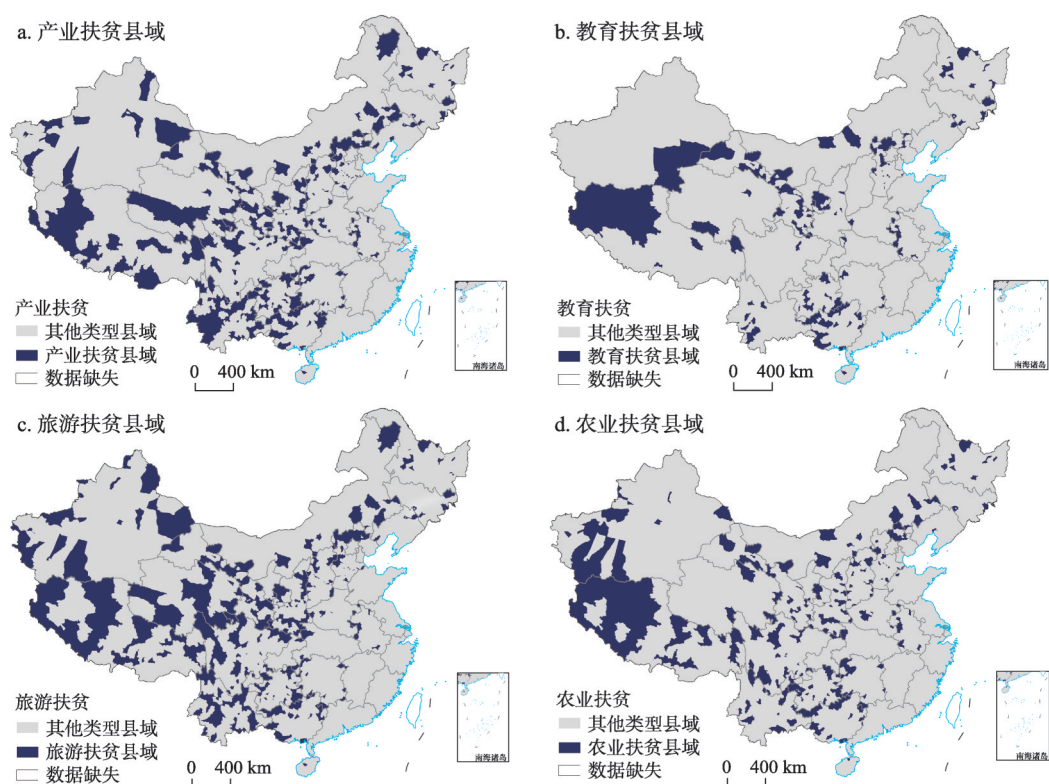 a. 产业扶贫县域
产业扶贫
其他类型县域
产业扶贫县域
数据缺失
0 400 km
南海诸岛
b. 教育扶贫县域
教育扶贫
其他类型县域
教育扶贫县域
数据缺失
0 400 km
南海诸岛
c. 旅游扶贫县域
旅游扶贫
其他类型县域
旅游扶贫县域
数据缺失
0 400 km
南海诸岛
d. 农业扶贫县域
农业扶贫
其他类型县域
农业扶贫县域
数据缺失
0 400 km
南海诸岛